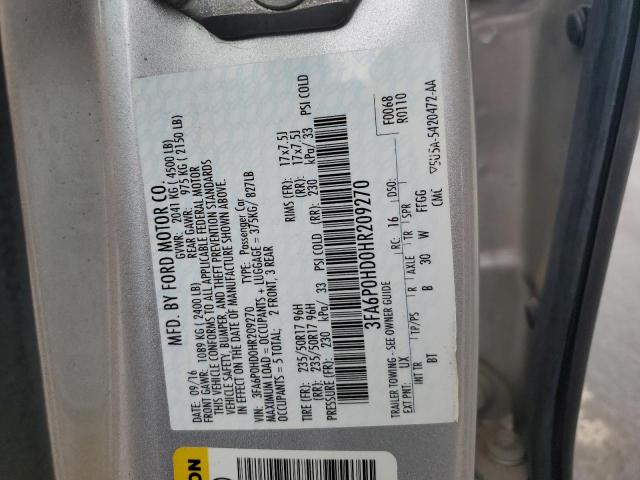 MFD. BY FORD MOTOR CO.
DATE: 09/16 GVWR: 2041 KG ( 4500 LB)
FRONT GAWR: 1089 KG ( 2400 LB) REAR GAWR: 975 KG ( 2150 LB)
THIS VEHICLE CONFORMS TO ALL APPLICABLE FEDERAL MOTOR
VEHICLE SAFETY, BUMPER, AND THEFT PREVENTION STANDARDS
IN EFFECT ON THE DATE OF MANUFACTURE SHOWN ABOVE.
VIN: 3FA6P0HD0HR209270 TYPE: Passenger Car
MAXIMUM LOAD = OCCUPANTS + LUGGAGE = 375KG/ 827LB
OCCUPANTS = 5 TOTAL: 2 FRONT, 3 REAR
TIRE (FR): 235/50R17 96H RIMS (FR): 17x7.5J
(RR): 235/50R17 96H (RR): 17x7.5J
PRESSURE (FR): 230 kPa/ 33 PSI COLD (RR): 230 kPa/ 33 PSI COLD
3FA6P0HD0HR209270
TRAILER TOWING - SEE OWNER GUIDE F0068
EXT PNT: UX RC: 16 DSO: R0110
INT TR TP/PS R AXLE TR SPR
BT B 30 W FFGG
CMC 5U5A-5420472-AA
ION